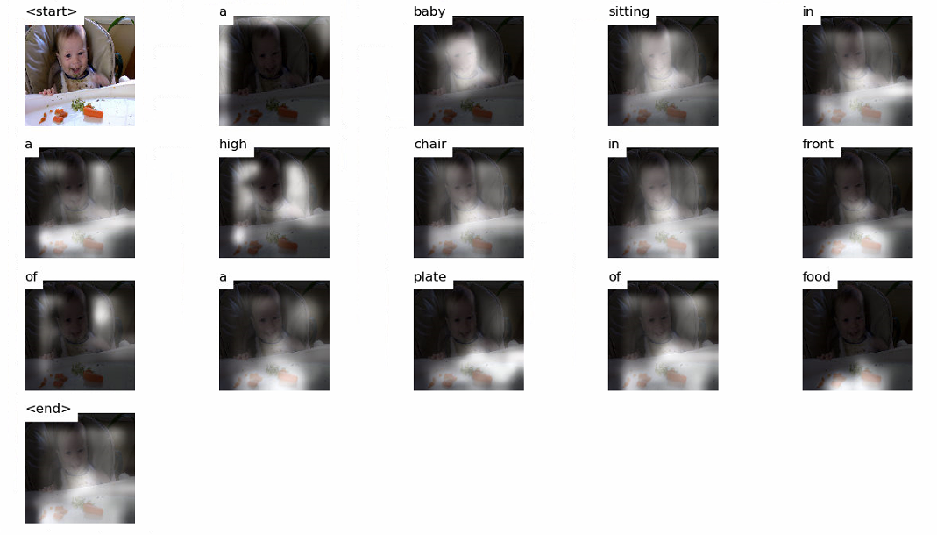 <start> a baby sitting in
a high chair in front
of a plate of food
<end>